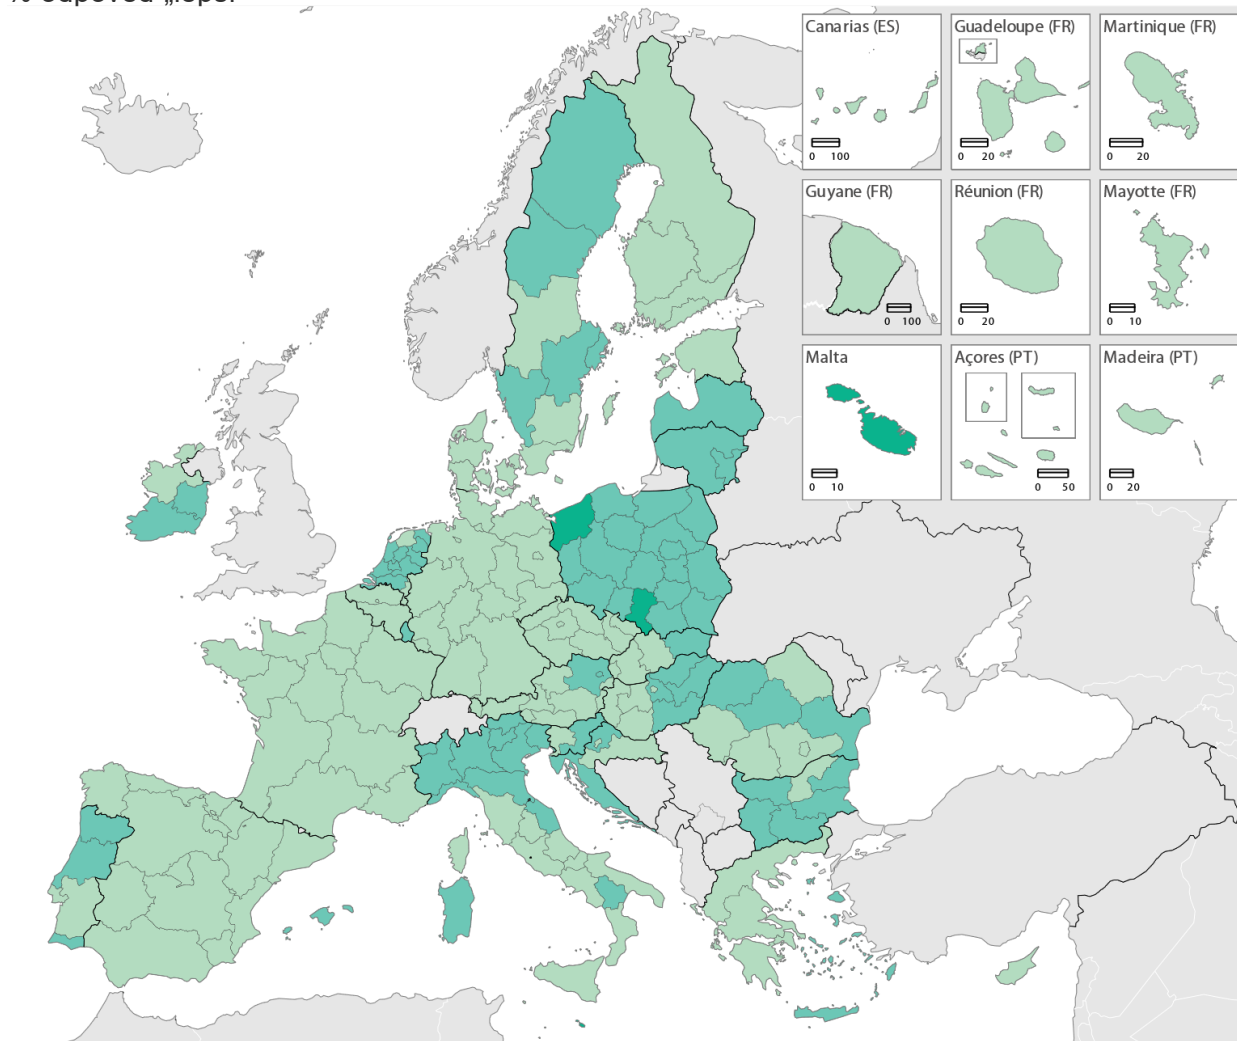 Canarias (ES)
0 100
Guadeloupe (FR)
0 20
Martinique (FR)
0 20
Guyane (FR)
0 100
Réunion (FR)
0 20
Mayotte (FR)
0 10
Malta
0 10
Açores (PT)
0 50
Madeira (PT)
0 20